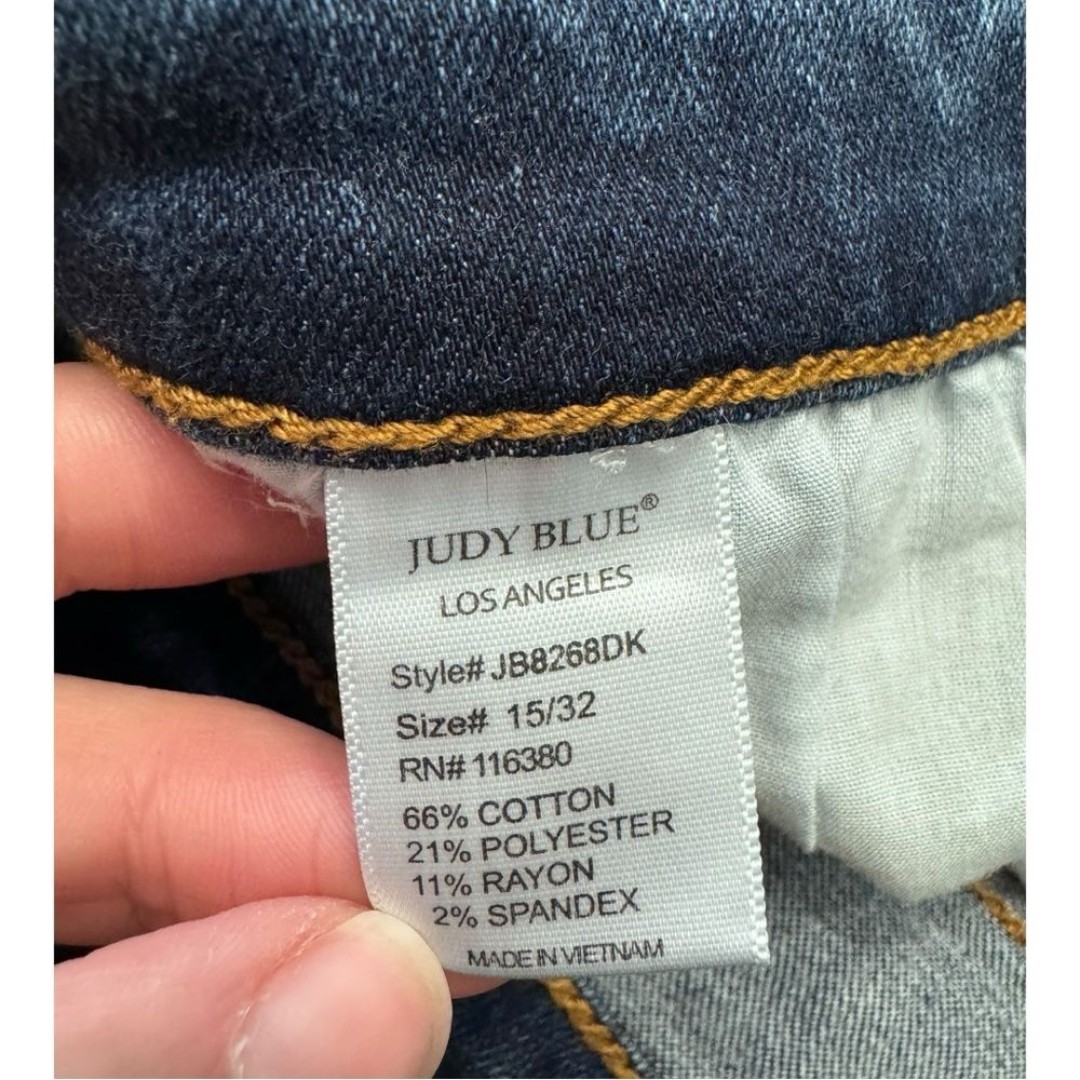 JUDY BLUE®
LOS ANGELES
Style# JB8268DK
Size# 15/32
RN# 116380
66% COTTON
21% POLYESTER
11% RAYON
2% SPANDEX
MADE IN VIETNAM